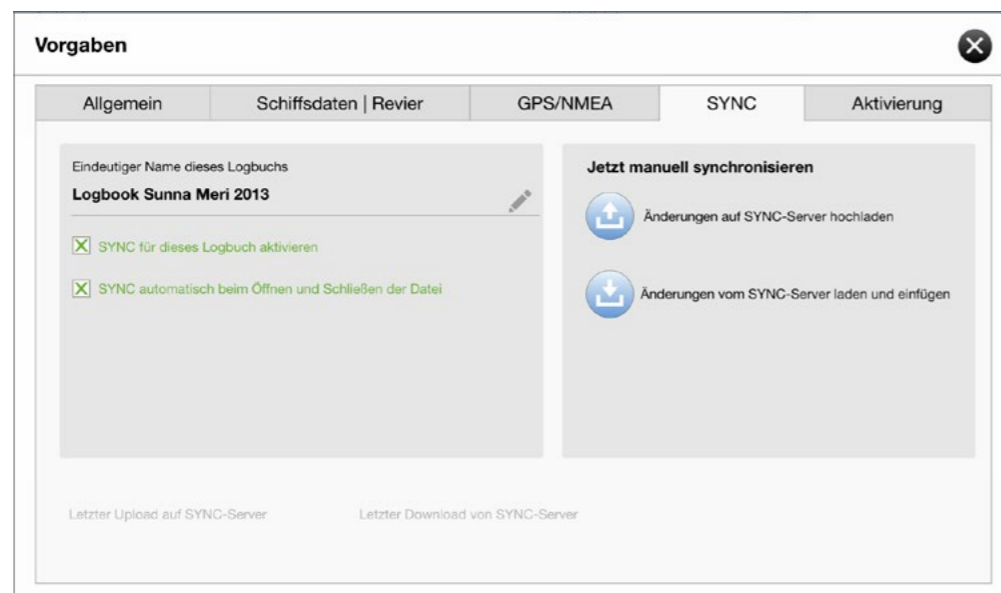 Vorgaben
Allgemein
Schiffsdaten | Revier
GPS/NMEA
SYNC
Aktivierung
Eindeutiger Name dieses Logbuchs
Logbook Sunna Meri 2013
SYNC für dieses Logbuch aktivieren
SYNC automatisch beim Öffnen und Schließen der Datei
Jetzt manuell synchronisieren
Änderungen auf SYNC-Server hochladen
Änderungen vom SYNC-Server laden und einfügen
Letzter Upload auf SYNC-Server
Letzter Download von SYNC-Server